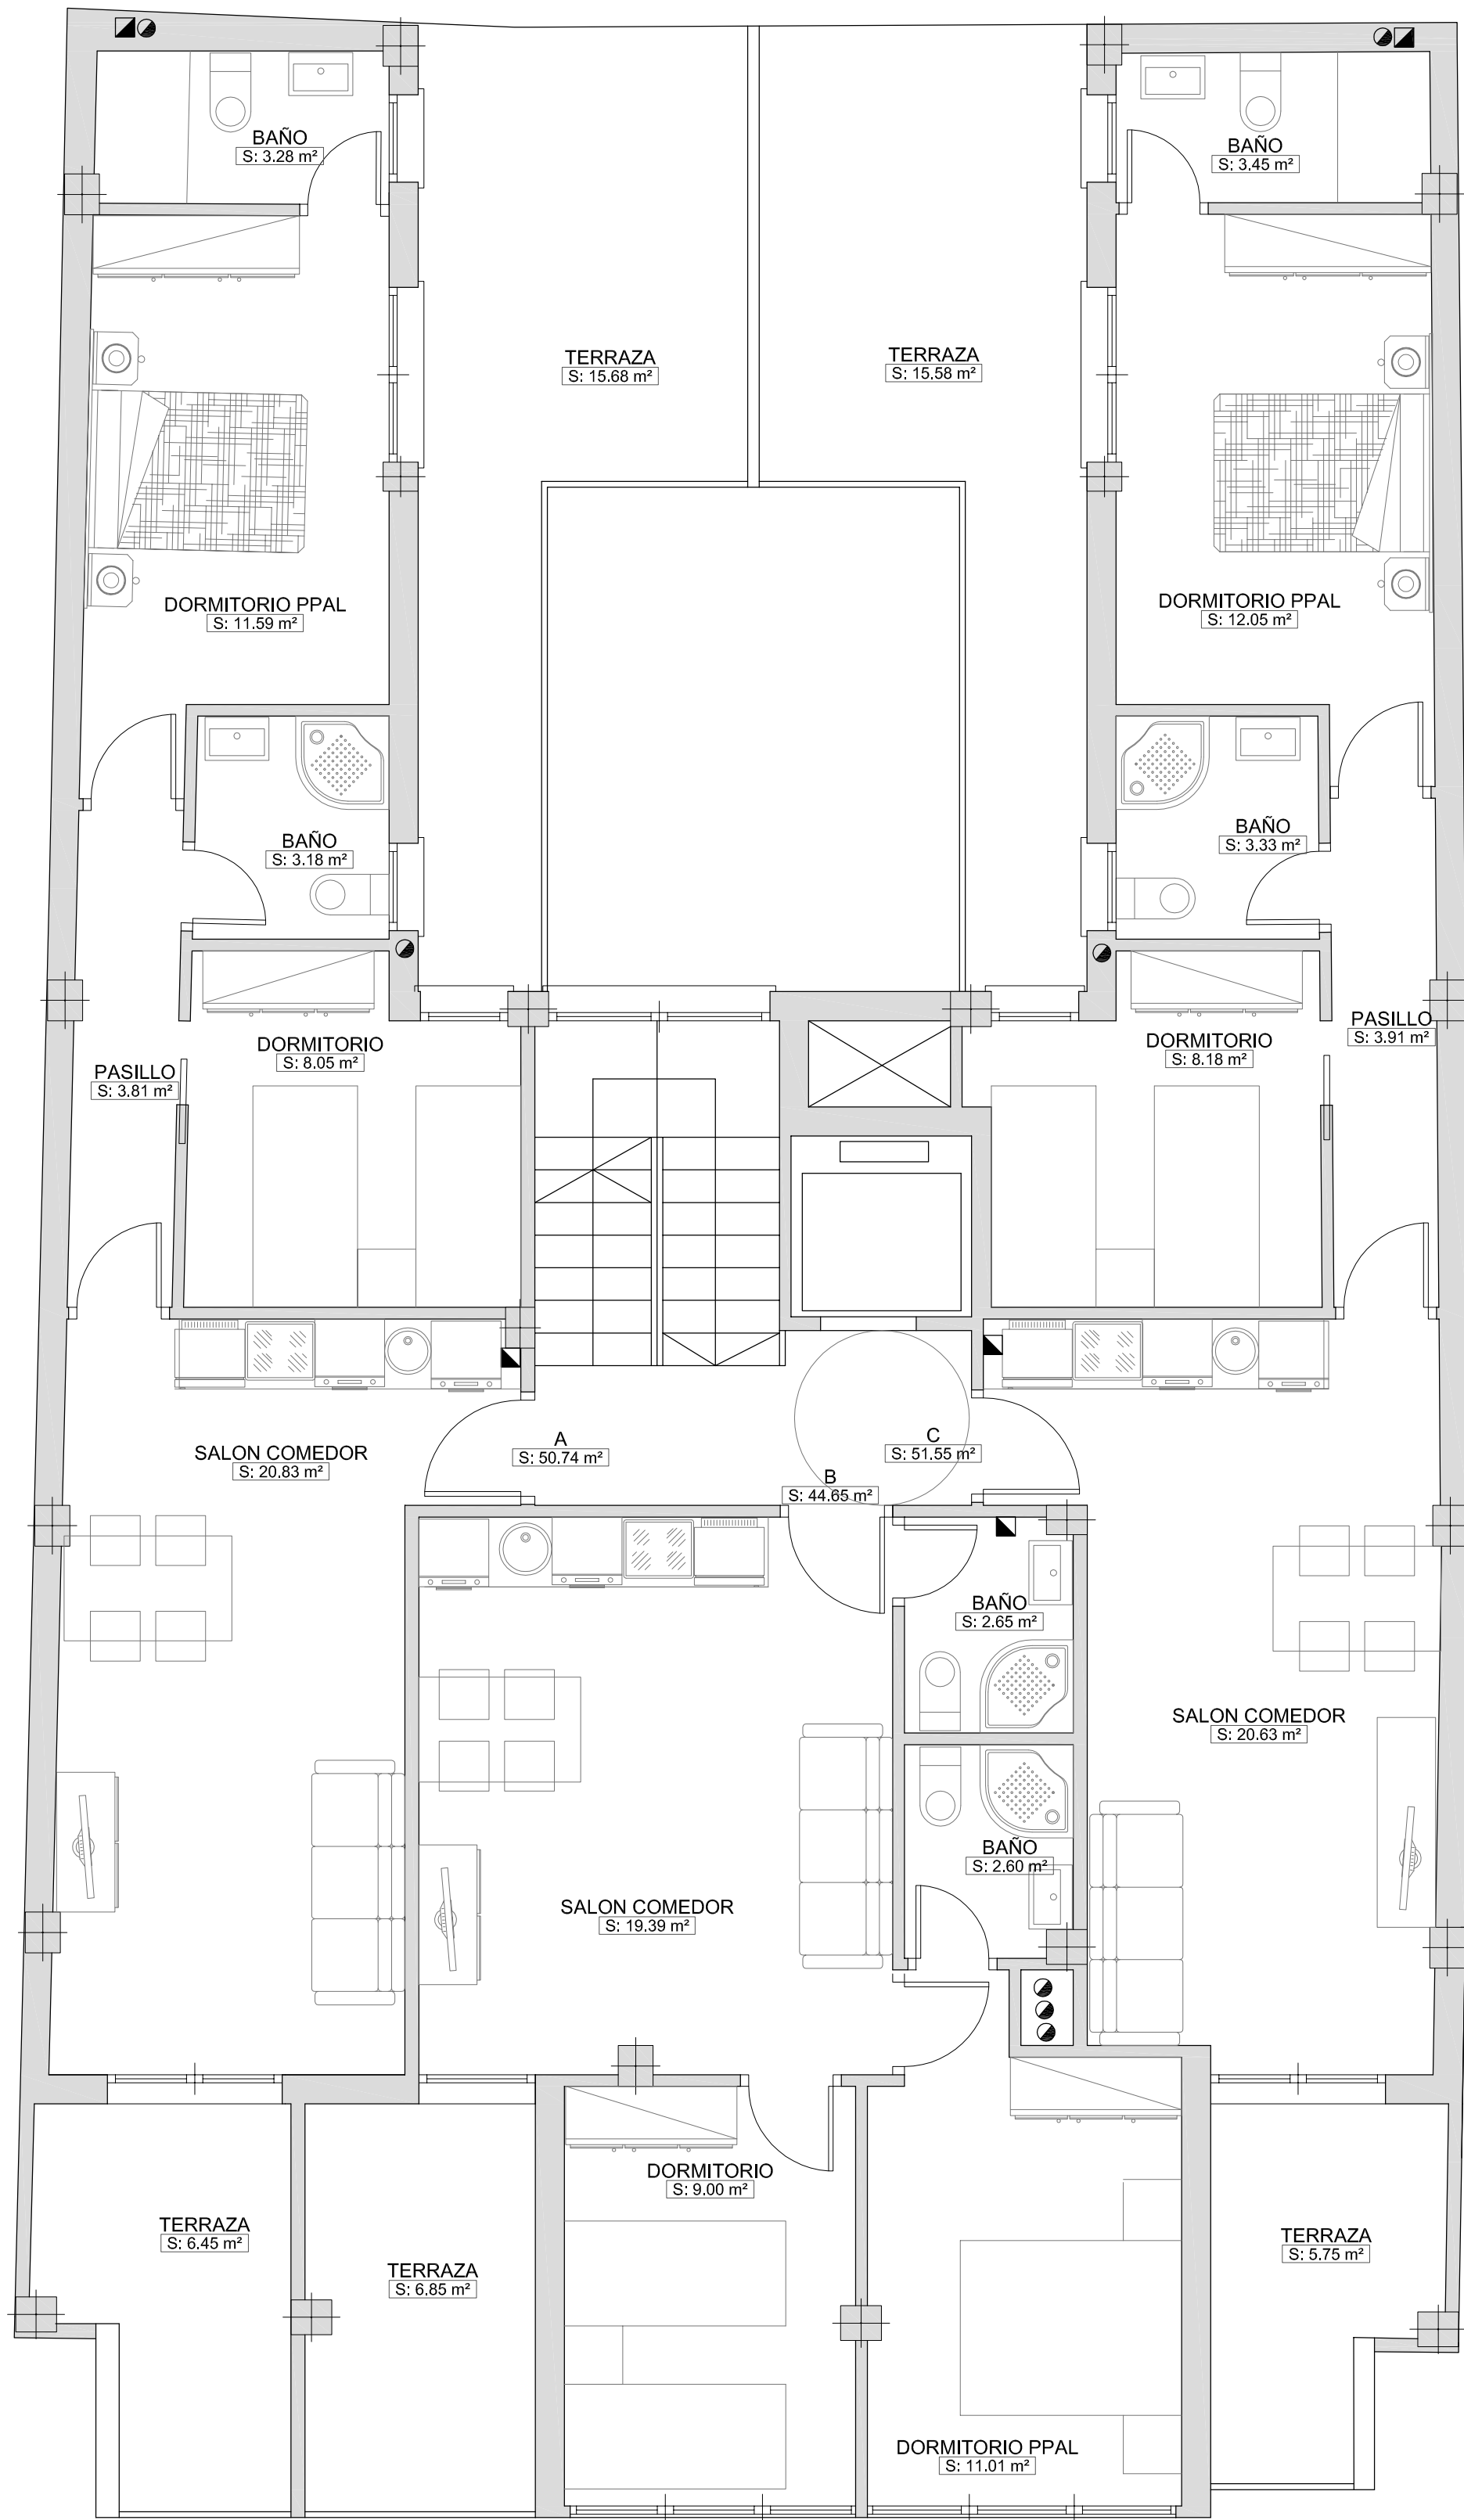 BAÑO
S: 3.28 m²
BAÑO
S: 3.45 m²
TERRAZA
S: 15.68 m²
TERRAZA
S: 15.58 m²
DORMITORIO PPAL
S: 11.59 m²
DORMITORIO PPAL
S: 12.05 m²
BAÑO
S: 3.18 m²
BAÑO
S: 3.33 m²
PASILLO
S: 3.81 m²
DORMITORIO
S: 8.05 m²
DORMITORIO
S: 8.18 m²
PASILLO
S: 3.91 m²
SALON COMEDOR
S: 20.83 m²
A
S: 50.74 m²
B
S: 44.65 m²
C
S: 51.55 m²
BAÑO
S: 2.65 m²
SALON COMEDOR
S: 20.63 m²
BAÑO
S: 2.60 m²
SALON COMEDOR
S: 19.39 m²
DORMITORIO
S: 9.00 m²
TERRAZA
S: 6.45 m²
TERRAZA
S: 6.85 m²
TERRAZA
S: 5.75 m²
DORMITORIO PPAL
S: 11.01 m²